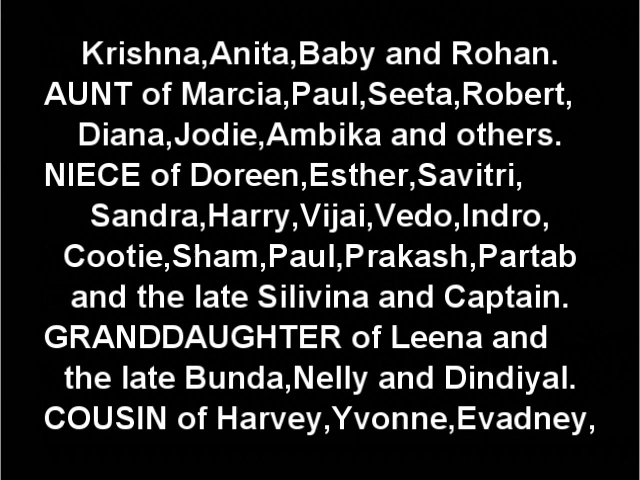 Krishna,Anita,Baby and Rohan.
AUNT of Marcia,Paul,Seeta,Robert,
Diana,Jodie,Ambika and others.
NIECE of Doreen,Esther,Savitri,
Sandra,Harry,Vijai,Vedo,Indro,
Cootie,Sham,Paul,Prakash,Partab
and the late Silivina and Captain.
GRANDDAUGHTER of Leena and
the late Bunda,Nelly and Dindiyal.
COUSIN of Harvey,Yvonne,Evadney,